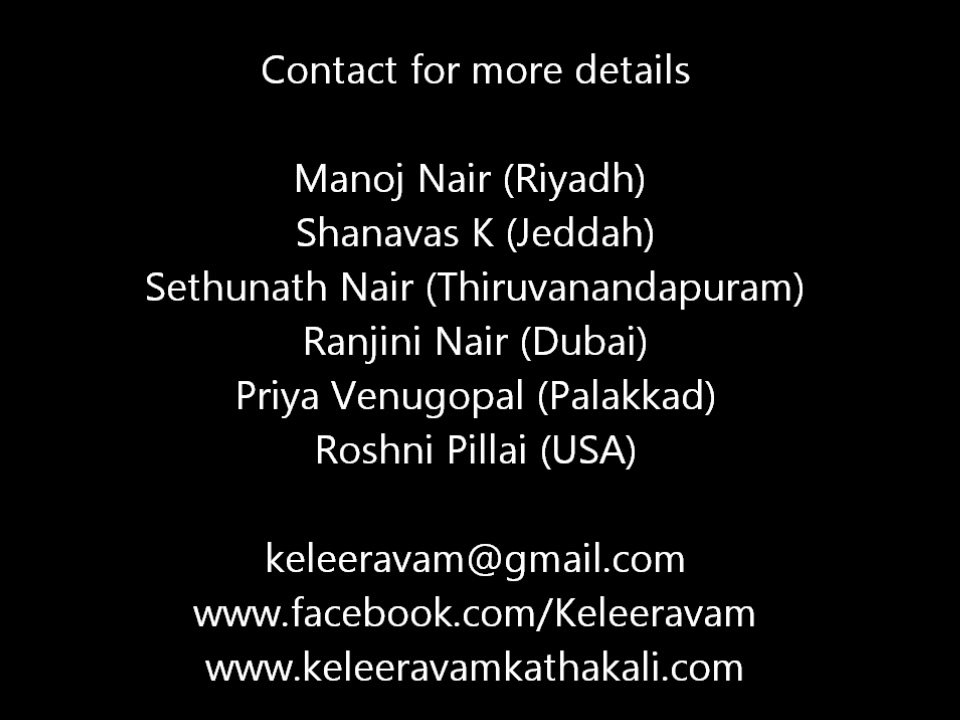 Contact for more details
Manoj Nair (Riyadh)
Shanavas K (Jeddah)
Sethunath Nair (Thiruvanandapuram)
Ranjini Nair (Dubai)
Priya Venugopal (Palakkad)
Roshni Pillai (USA)
keleeravam@gmail.com
www.facebook.com/Keleeravam
www.keleeravamkathakali.com